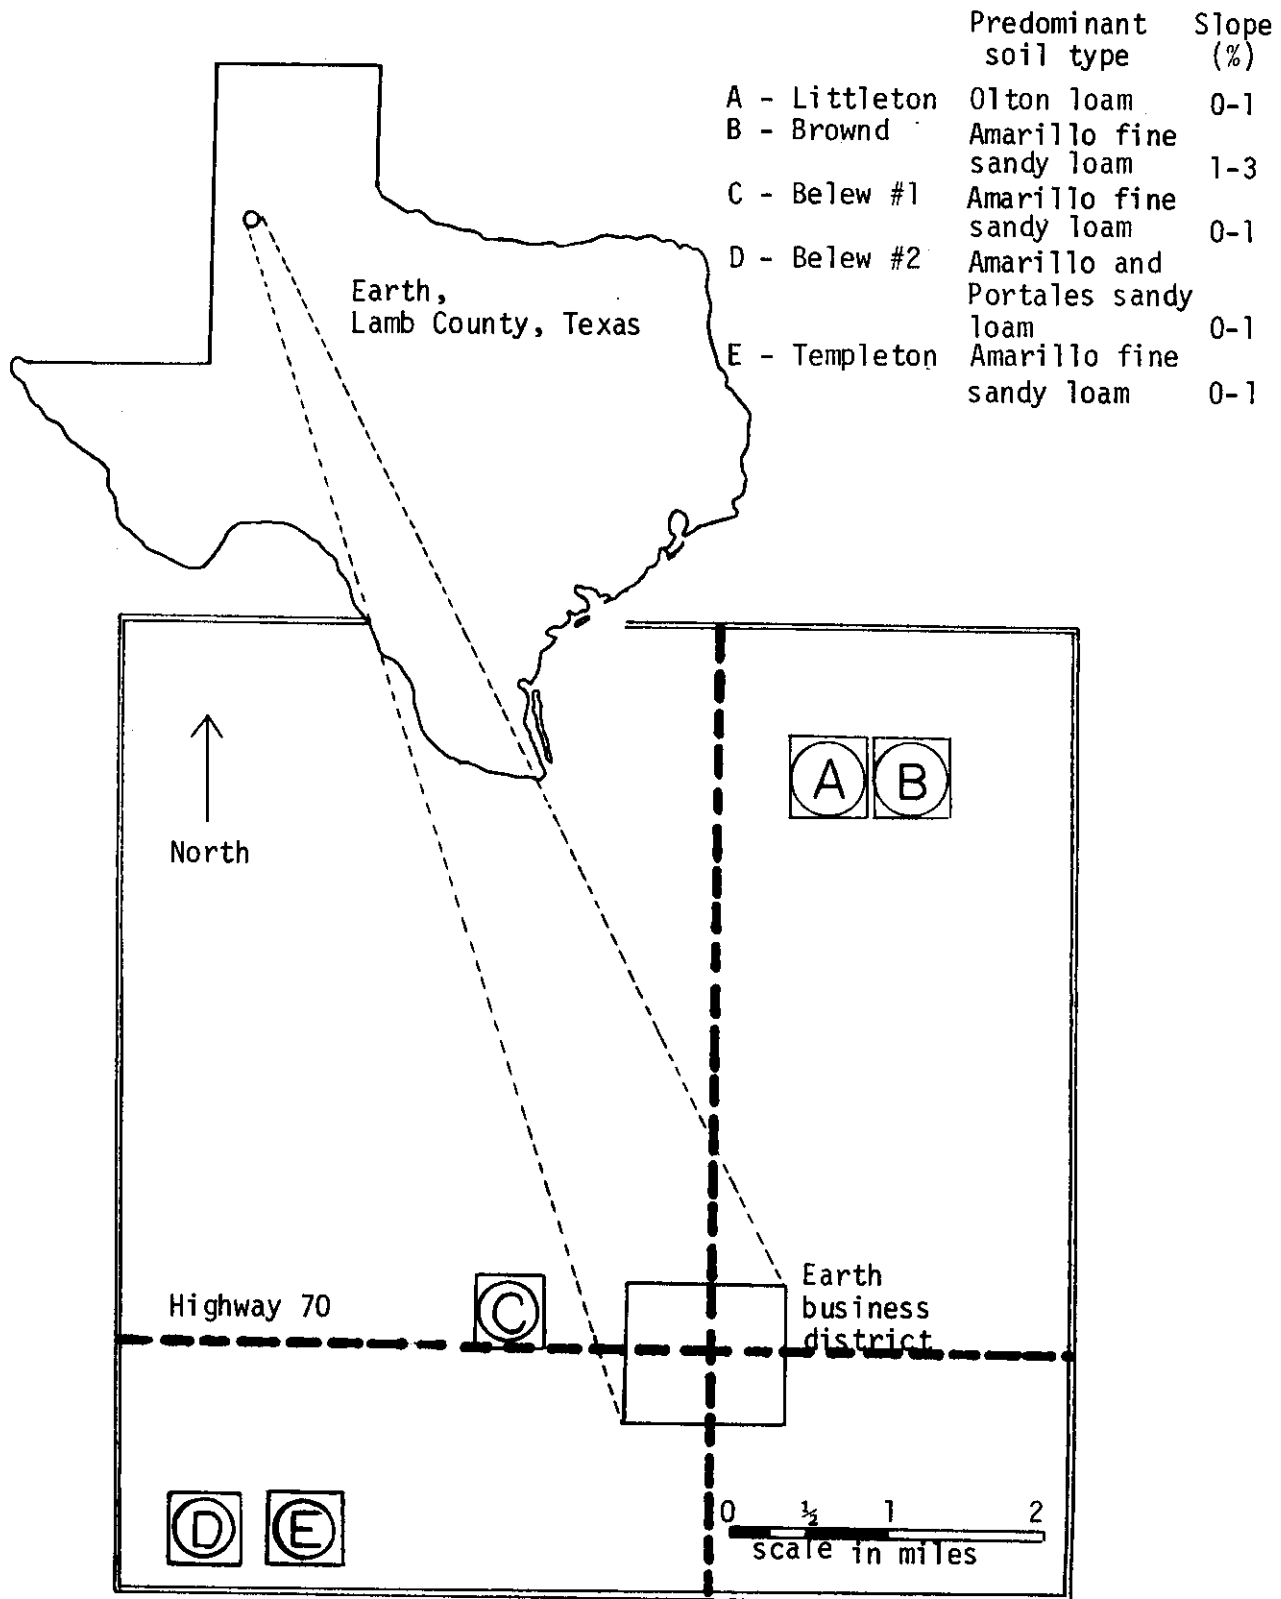 Predominant Slope
soil type (%)
A - Littleton Olton loam 0-1
B - Brownd Amarillo fine
sandy loam 1-3
C - Belew #1 Amarillo fine
sandy loam 0-1
D - Belew #2 Amarillo and
Portales sandy
loam 0-1
E - Templeton Amarillo fine
sandy loam 0-1
Earth,
Lamb County, Texas
A B
North
Earth
business
district
Highway 70
C
D E
0 ½ 1 2
scale in miles